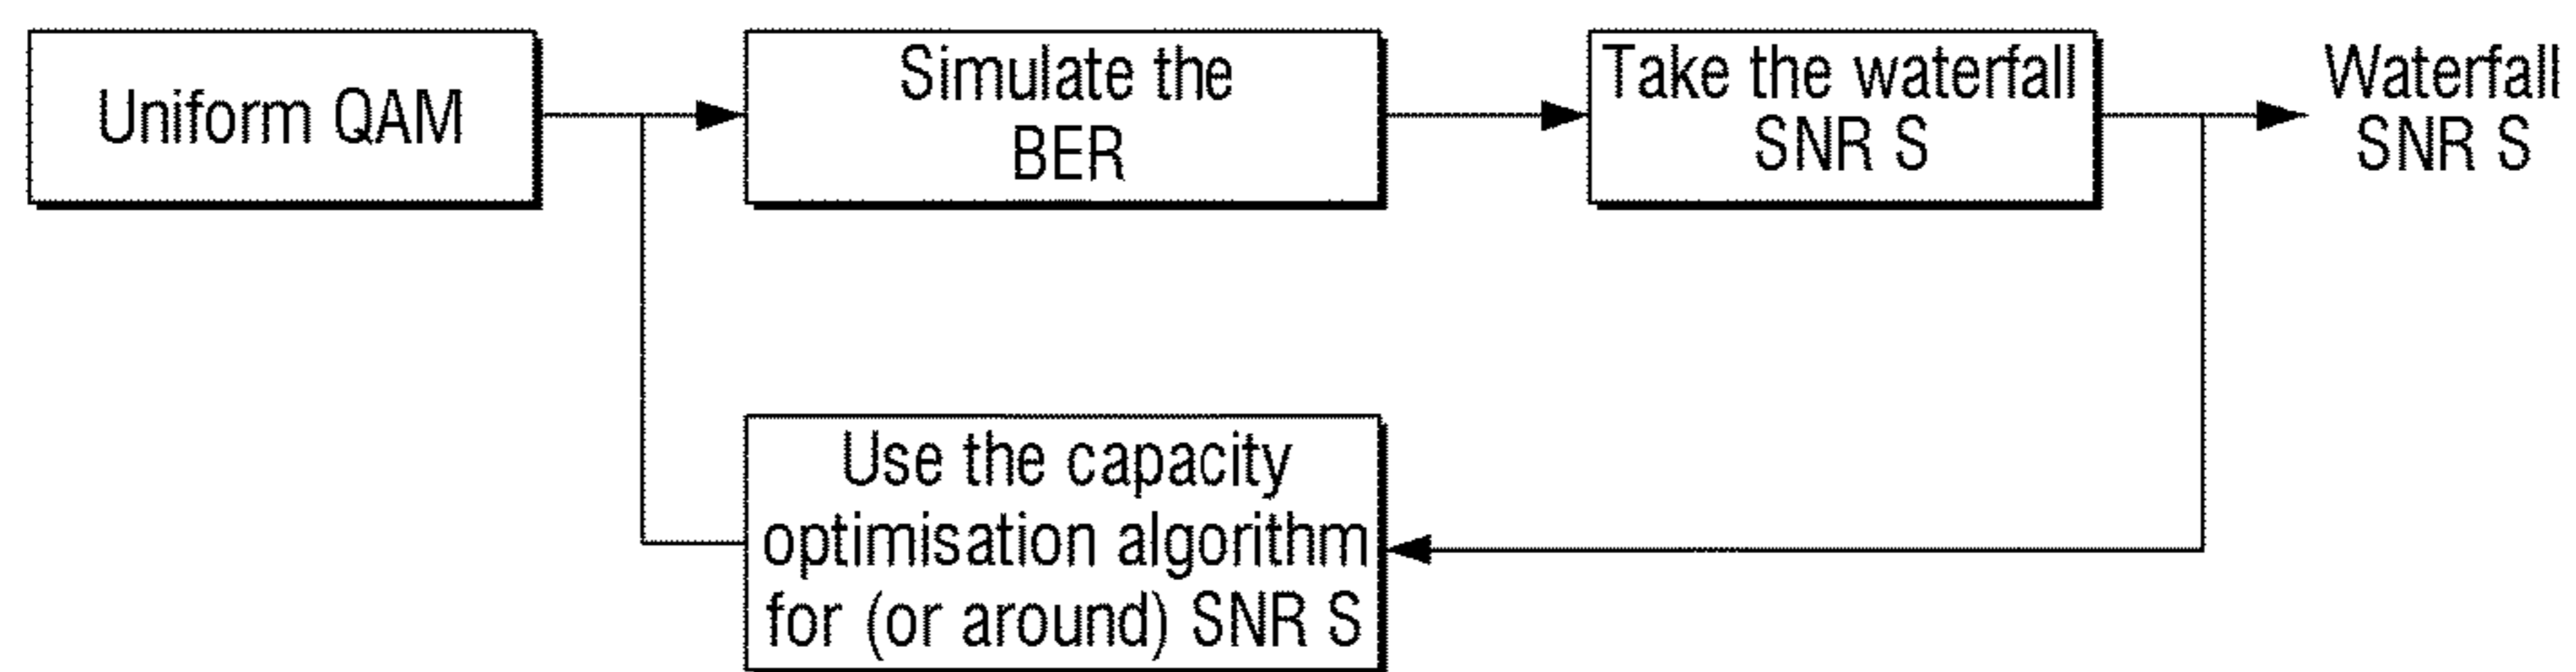 Uniform QAM
Simulate the
BER
Take the waterfall
SNR S
Waterfall
SNR S
Use the capacity
optimisation algorithm
for (or around) SNR S